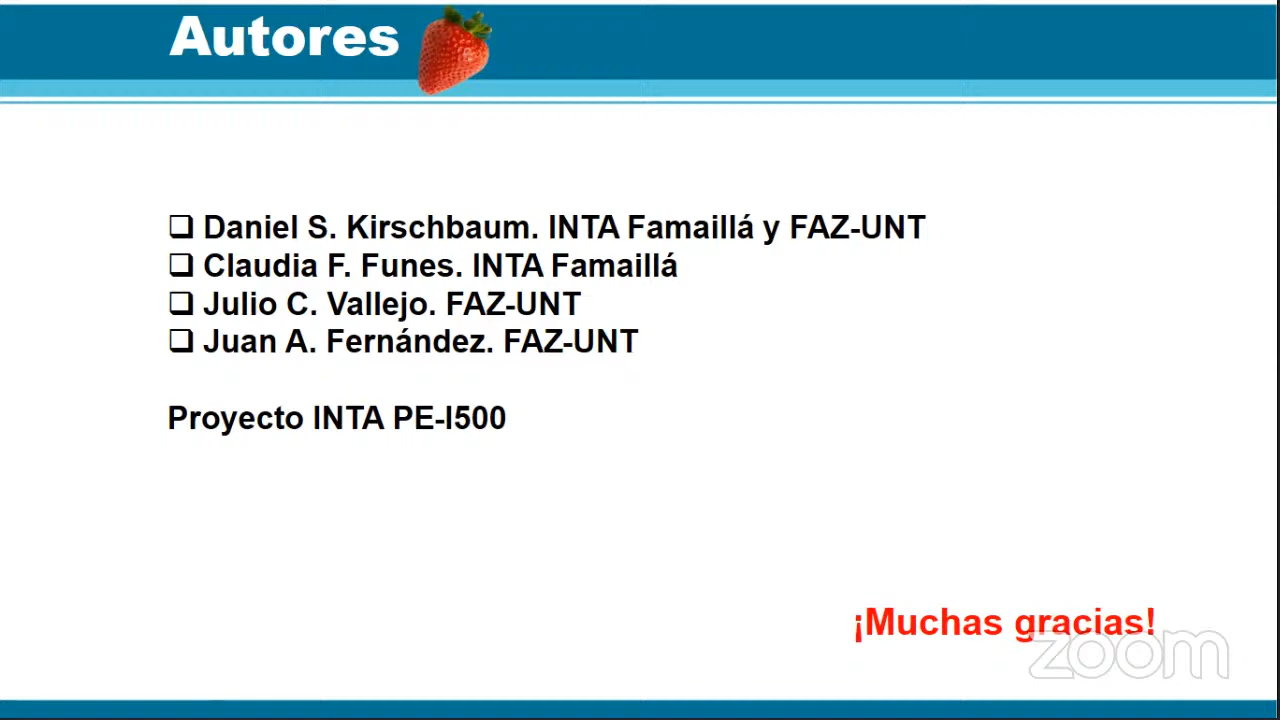 Autores
❑ Daniel S. Kirschbaum. INTA Famaillá y FAZ-UNT
❑ Claudia F. Funes. INTA Famaillá
❑ Julio C. Vallejo. FAZ-UNT
❑ Juan A. Fernández. FAZ-UNT
Proyecto INTA PE-I500
¡Muchas gracias!
zoom